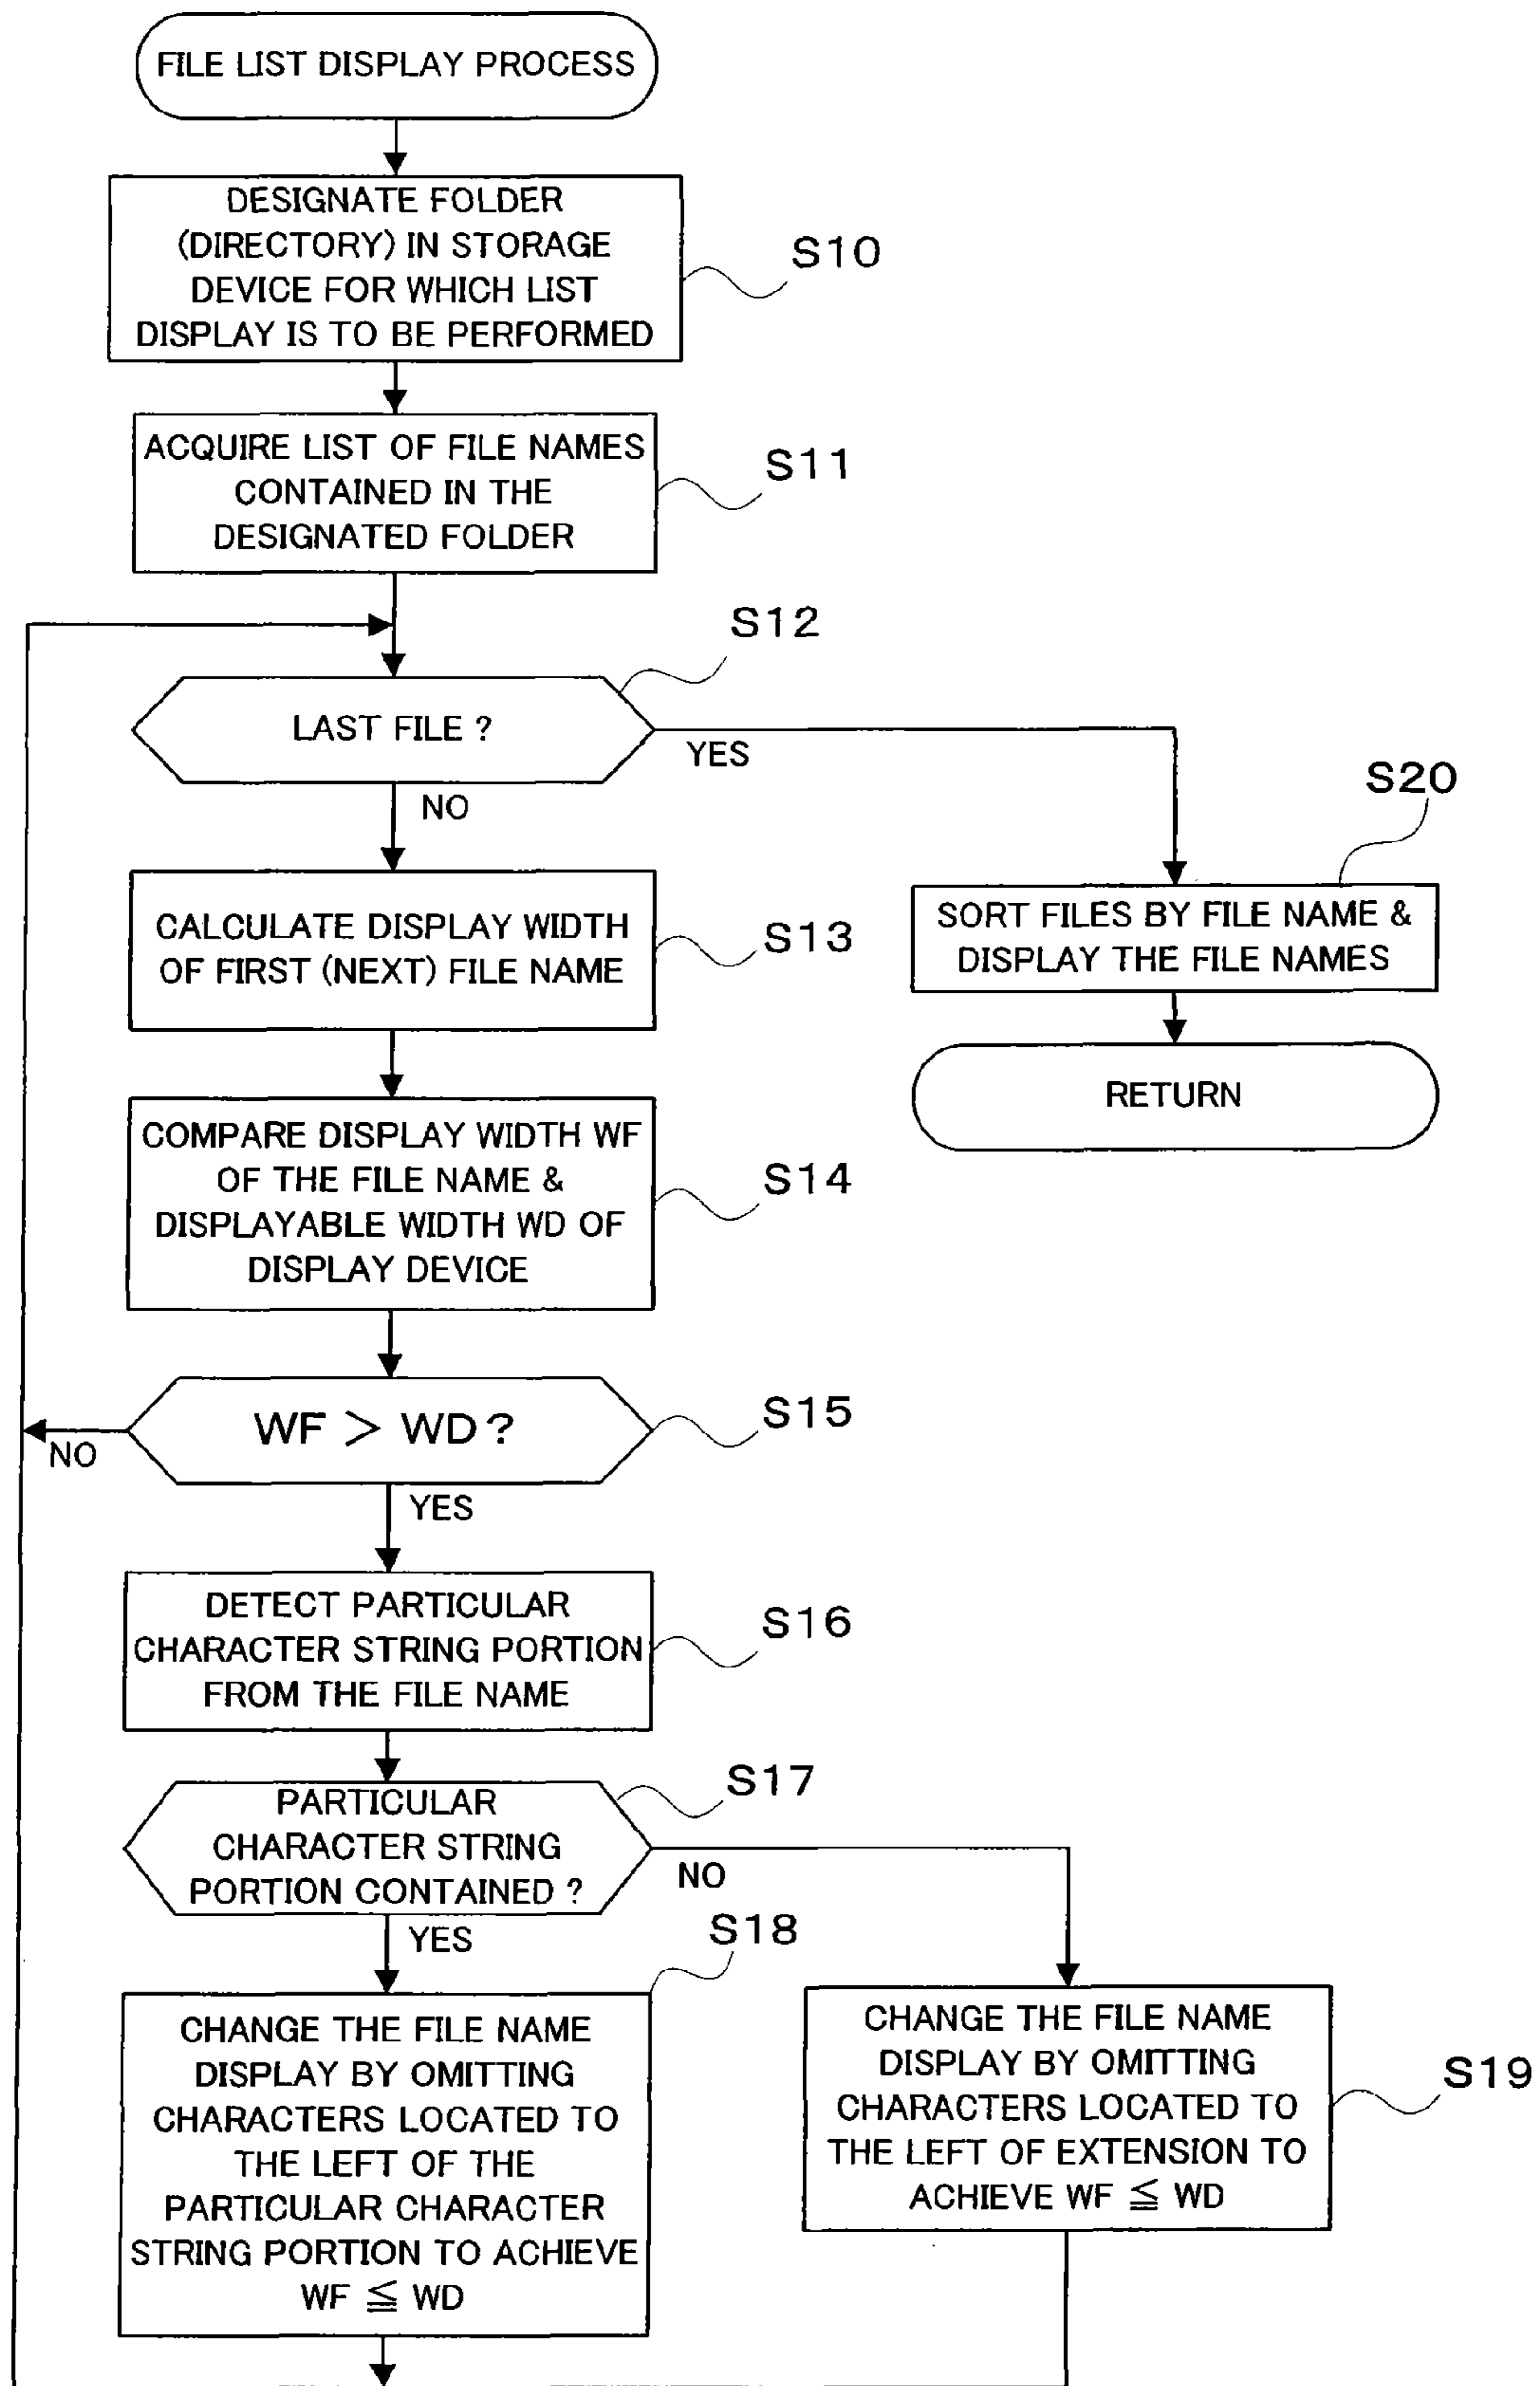 FILE LIST DISPLAY PROCESS
DESIGNATE FOLDER
(DIRECTORY) IN STORAGE
DEVICE FOR WHICH LIST
DISPLAY IS TO BE PERFORMED
S10
ACQUIRE LIST OF FILE NAMES
CONTAINED IN THE
DESIGNATED FOLDER
S11
S12
LAST FILE ?
YES
NO
S20
CALCULATE DISPLAY WIDTH
OF FIRST (NEXT) FILE NAME
S13
SORT FILES BY FILE NAME &
DISPLAY THE FILE NAMES
RETURN
COMPARE DISPLAY WIDTH WF
OF THE FILE NAME &
DISPLAYABLE WIDTH WD OF
DISPLAY DEVICE
S14
WF > WD ?
S15
NO
YES
DETECT PARTICULAR
CHARACTER STRING PORTION
FROM THE FILE NAME
S16
S17
PARTICULAR
CHARACTER STRING
PORTION CONTAINED ?
NO
YES
S18
CHANGE THE FILE NAME
DISPLAY BY OMITTING
CHARACTERS LOCATED TO
THE LEFT OF THE
PARTICULAR CHARACTER
STRING PORTION TO ACHIEVE
WF ≦ WD
CHANGE THE FILE NAME
DISPLAY BY OMITTING
CHARACTERS LOCATED TO
THE LEFT OF EXTENSION TO
ACHIEVE WF ≦ WD
S19